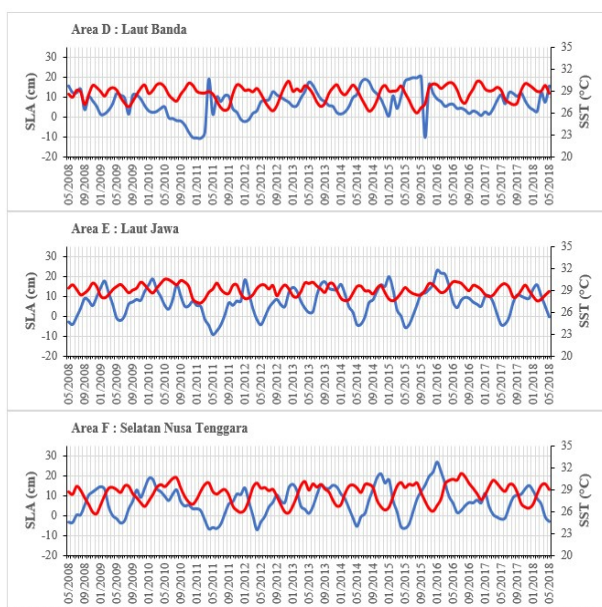 Area D : Laut Banda
30 20 10 0 -10 -20
SLA (cm)
35 32 29 26 23 20
SST (°C)
05/2008 09/2008 01/2009 05/2009 09/2009 01/2010 05/2010 09/2010 01/2011 05/2011 09/2011 01/2012 05/2012 09/2012 01/2013 05/2013 09/2013 01/2014 05/2014 09/2014 01/2015 05/2015 09/2015 01/2016 05/2016 09/2016 01/2017 05/2017 09/2017 01/2018 05/2018
Area E : Laut Jawa
30 20 10 0 -10 -20
SLA (cm)
35 32 29 26 23 20
SST (°C)
05/2008 09/2008 01/2009 05/2009 09/2009 01/2010 05/2010 09/2010 01/2011 05/2011 09/2011 01/2012 05/2012 09/2012 01/2013 05/2013 09/2013 01/2014 05/2014 09/2014 01/2015 05/2015 09/2015 01/2016 05/2016 09/2016 01/2017 05/2017 09/2017 01/2018 05/2018
Area F : Selatan Nusa Tenggara
30 20 10 0 -10 -20
SLA (cm)
35 32 29 26 23 20
SST (°C)
05/2008 09/2008 01/2009 05/2009 09/2009 01/2010 05/2010 09/2010 01/2011 05/2011 09/2011 01/2012 05/2012 09/2012 01/2013 05/2013 09/2013 01/2014 05/2014 09/2014 01/2015 05/2015 09/2015 01/2016 05/2016 09/2016 01/2017 05/2017 09/2017 01/2018 05/2018